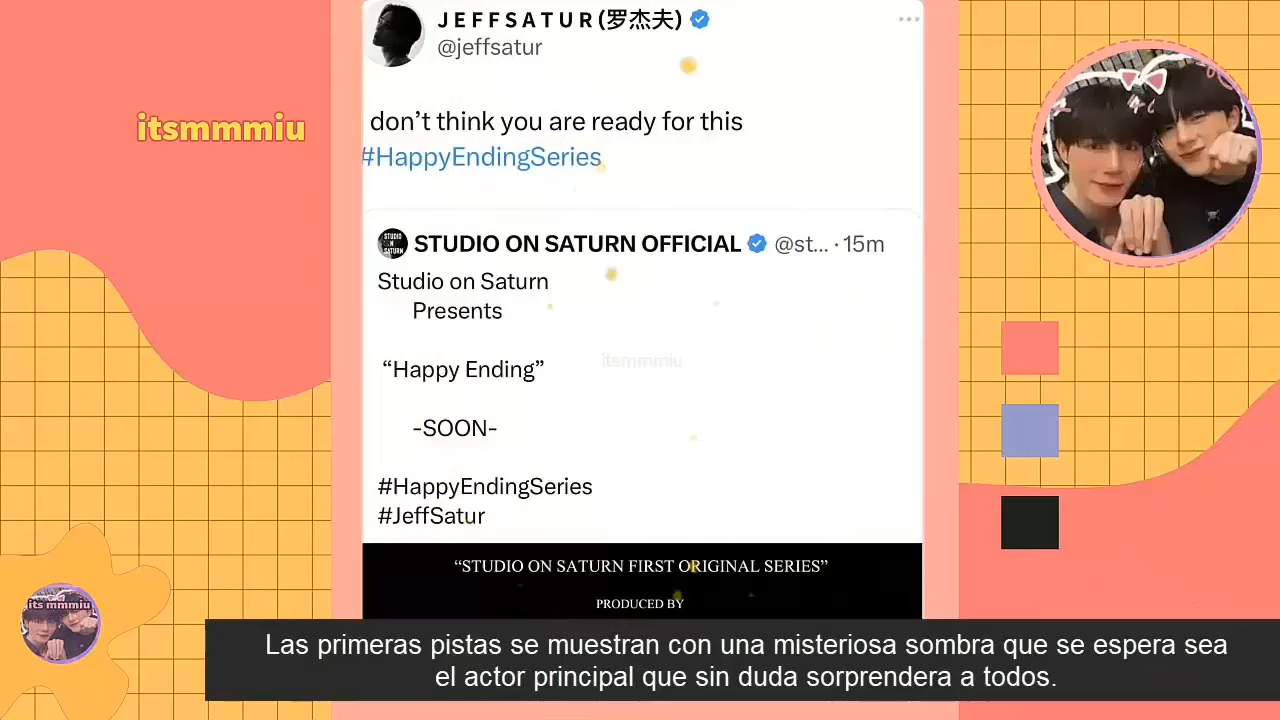 J E F F S A T U R (罗杰夫)
@jeffsatur
itsmmmiu
don’t think you are ready for this
#HappyEndingSeries
STUDIO ON SATURN
STUDIO ON SATURN OFFICIAL @st... · 15m
Studio on Saturn
Presents
“Happy Ending”
itsmmmiu
-SOON-
#HappyEndingSeries
#JeffSatur
“STUDIO ON SATURN FIRST ORIGINAL SERIES”
PRODUCED BY
its mmmiu
Las primeras pistas se muestran con una misteriosa sombra que se espera sea
el actor principal que sin duda sorprendera a todos.